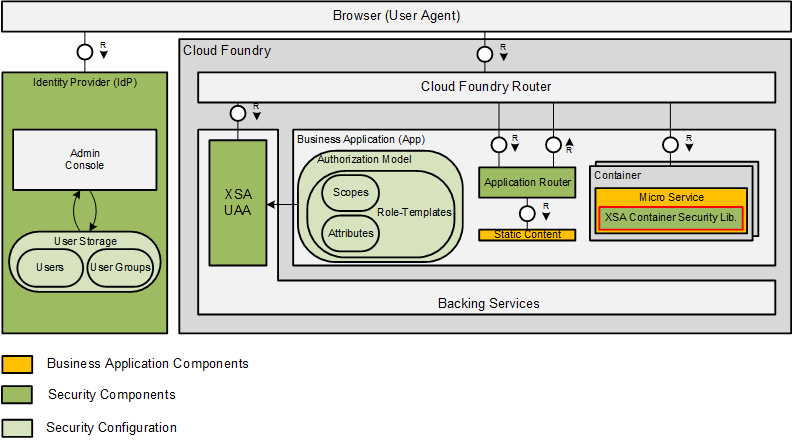 Browser (User Agent)
R
R
Cloud Foundry
Identity Provider (IdP)
Cloud Foundry Router
R
Admin
Console
Business Application (App)
R
R
R
Authorization Model
XSA
UAA
Scopes
Role-Templates
Attributes
Application Router
Container
Micro Service
XSA Container Security Lib.
R
Static Content
User Storage
Users
User Groups
Backing Services
Business Application Components
Security Components
Security Configuration